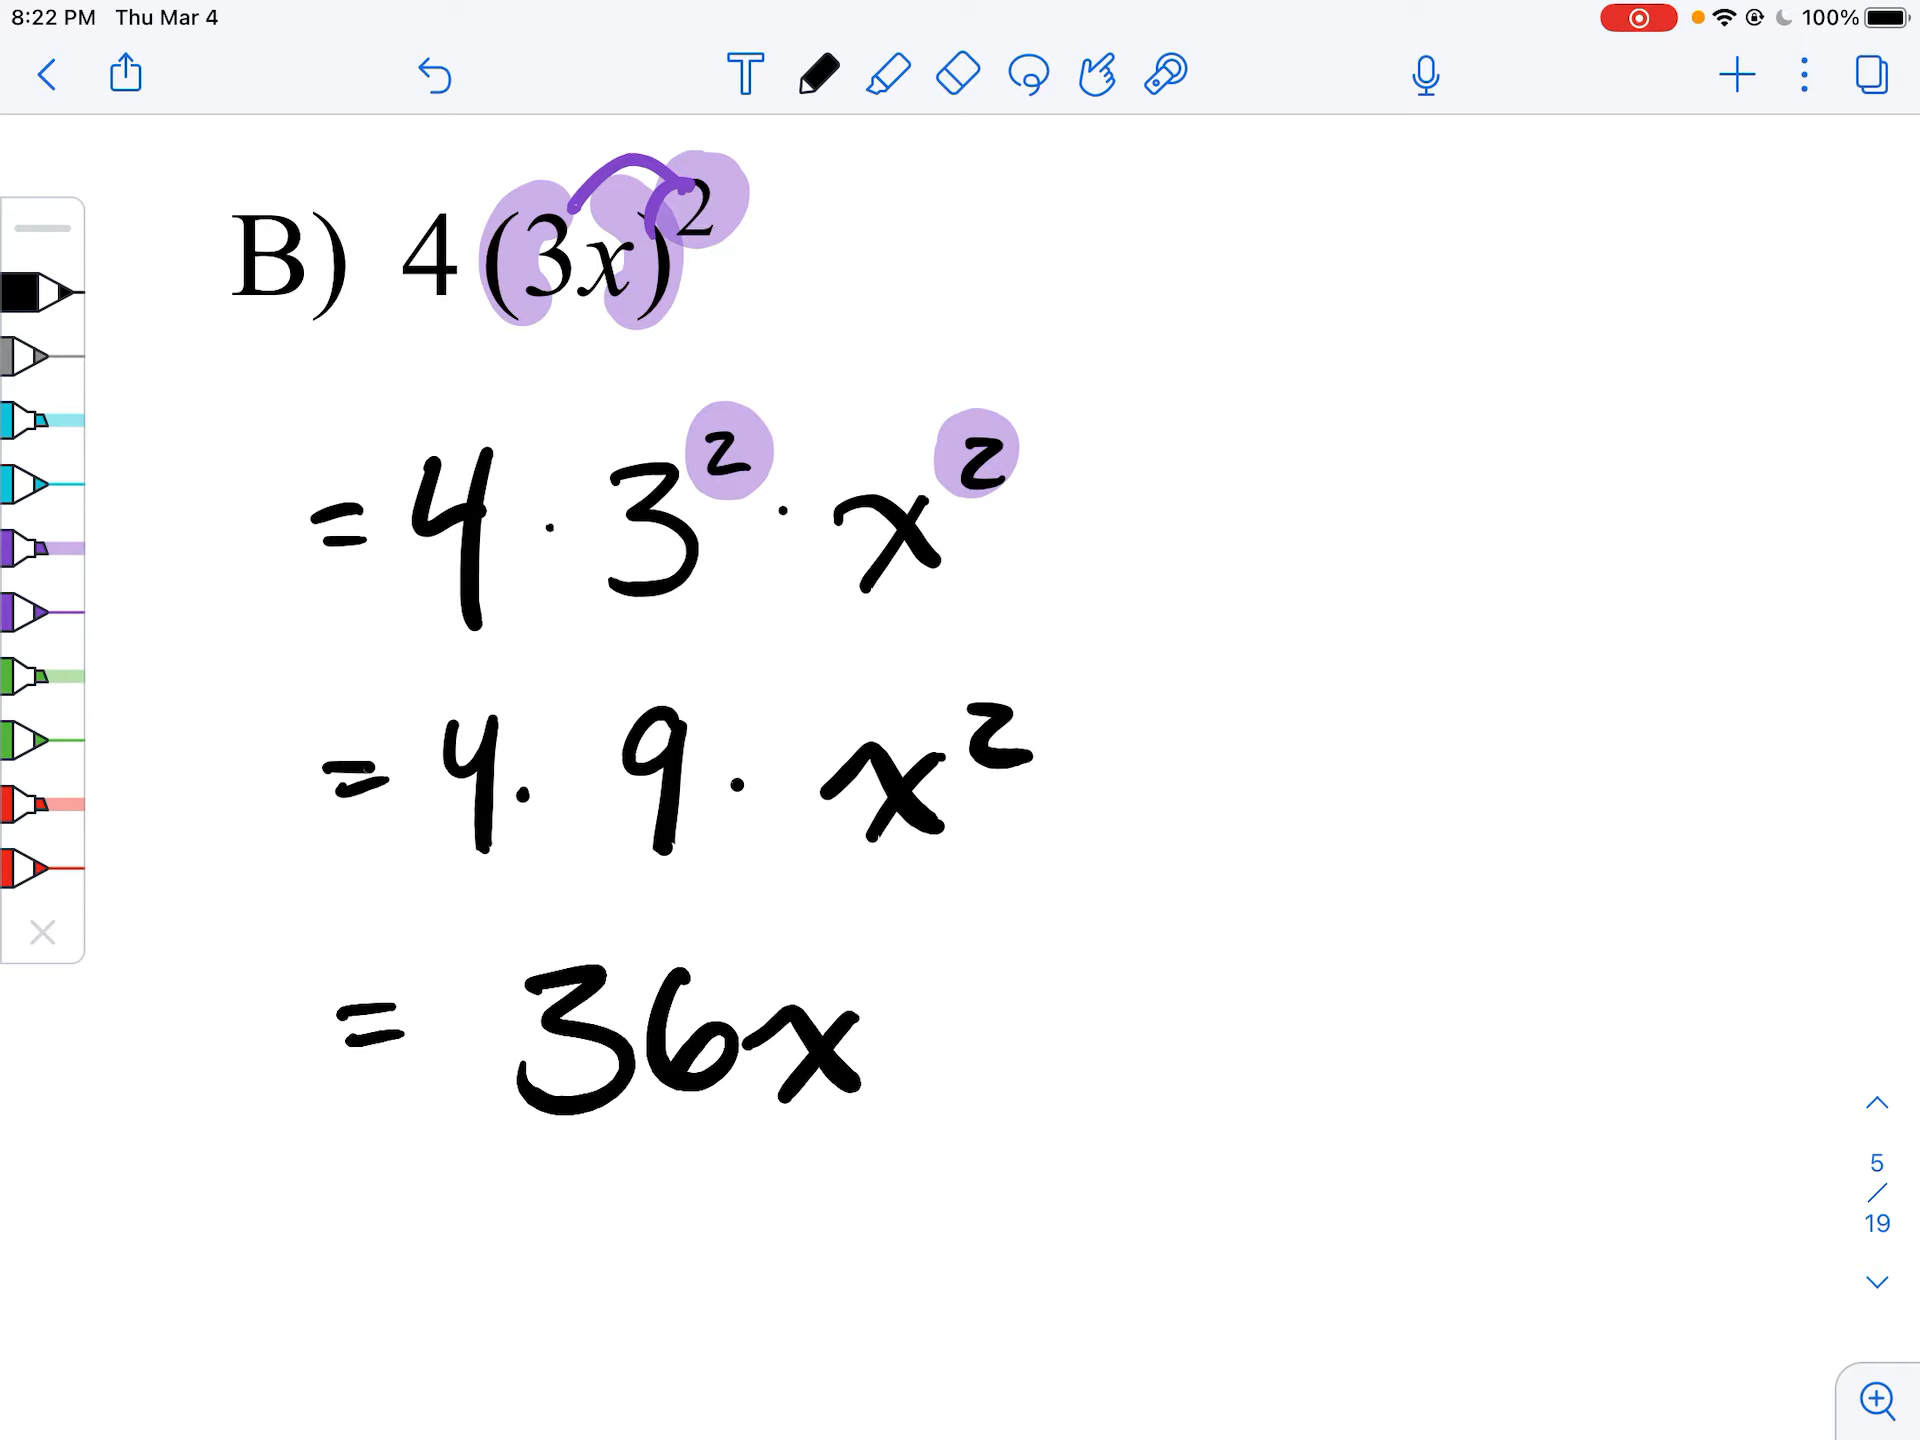 8:22 PM Thu Mar 4 100%
T
B) 4 (3x)²
= 4 · 3² · x²
= 4 · 9 · x²
= 36x
5
/
19